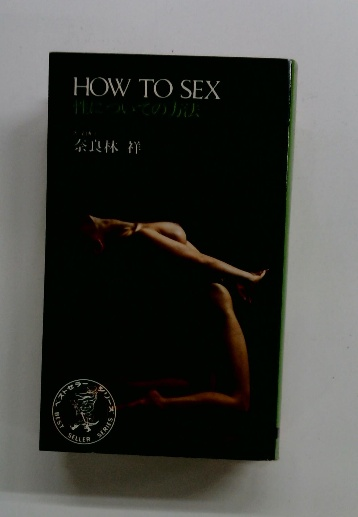 HOW TO SEX
性についての方法
奈良林 祥
ベストセラーシリーズ
BEST SELLER SERIES